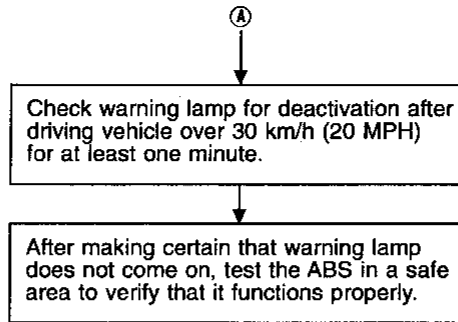 A
Check warning lamp for deactivation after
driving vehicle over 30 km/h (20 MPH)
for at least one minute.
After making certain that warning lamp
does not come on, test the ABS in a safe
area to verify that it functions properly.